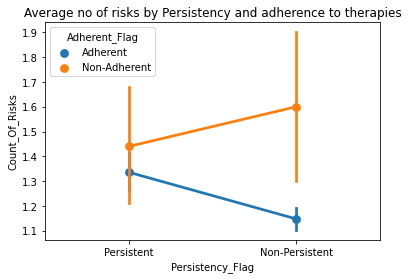 Average no of risks by Persistency and adherence to therapies
1.9
1.8
1.7
1.6
1.5
1.4
1.3
1.2
1.1
Count_Of_Risks
Adherent_Flag
Adherent
Non-Adherent
Persistent
Non-Persistent
Persistency_Flag